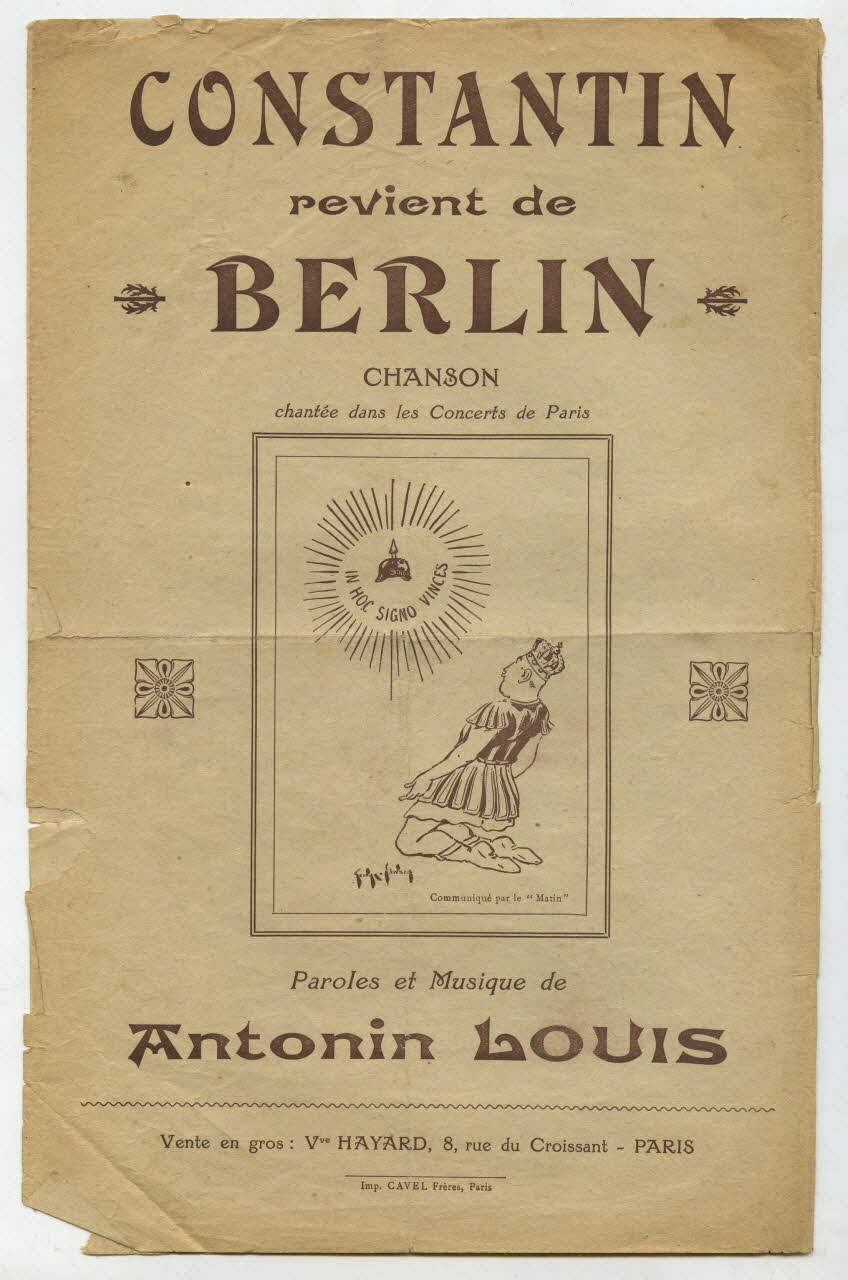 CONSTANTIN
revient de
BERLIN
CHANSON
chantée dans les Concerts de Paris
IN HOC SIGNO VINCES
Communiqué par le "Matin"
Paroles et Musique de
Antonin LOUIS
Vente en gros : Vve HAYARD, 8, rue du Croissant - PARIS
Imp. CAVEL Frères, Paris